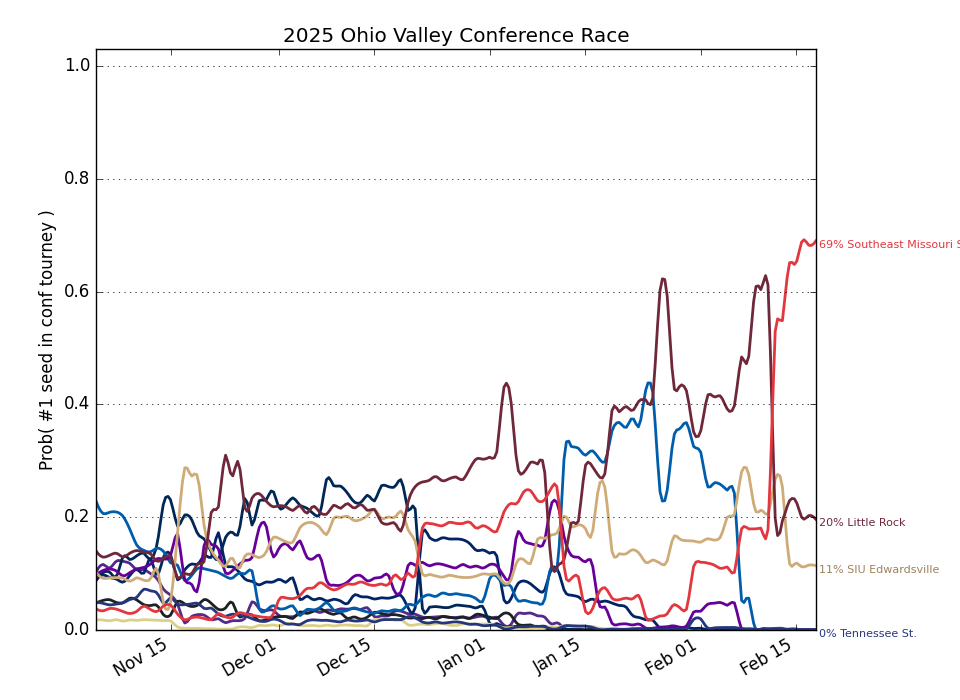 2025 Ohio Valley Conference Race
Prob( #1 seed in conf tourney )
1.0
0.8
0.6
0.4
0.2
0.0
69% Southeast Missouri S
20% Little Rock
11% SIU Edwardsville
0% Tennessee St.
Nov 15
Dec 01
Dec 15
Jan 01
Jan 15
Feb 01
Feb 15